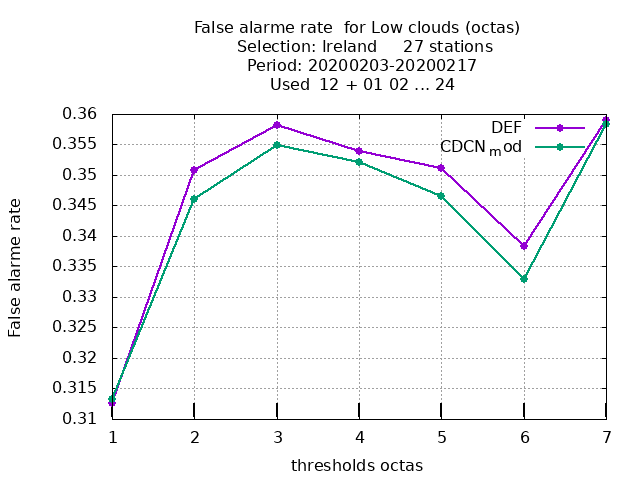 False alarme rate  for Low clouds (octas)
Selection: Ireland     27 stations
Period: 20200203-20200217
Used  12 + 01 02 ... 24
0.36
0.355
0.35
0.345
0.34
0.335
0.33
0.325
0.32
0.315
0.31
False alarme rate
DEF
CDCNmod
1 2 3 4 5 6 7
thresholds octas